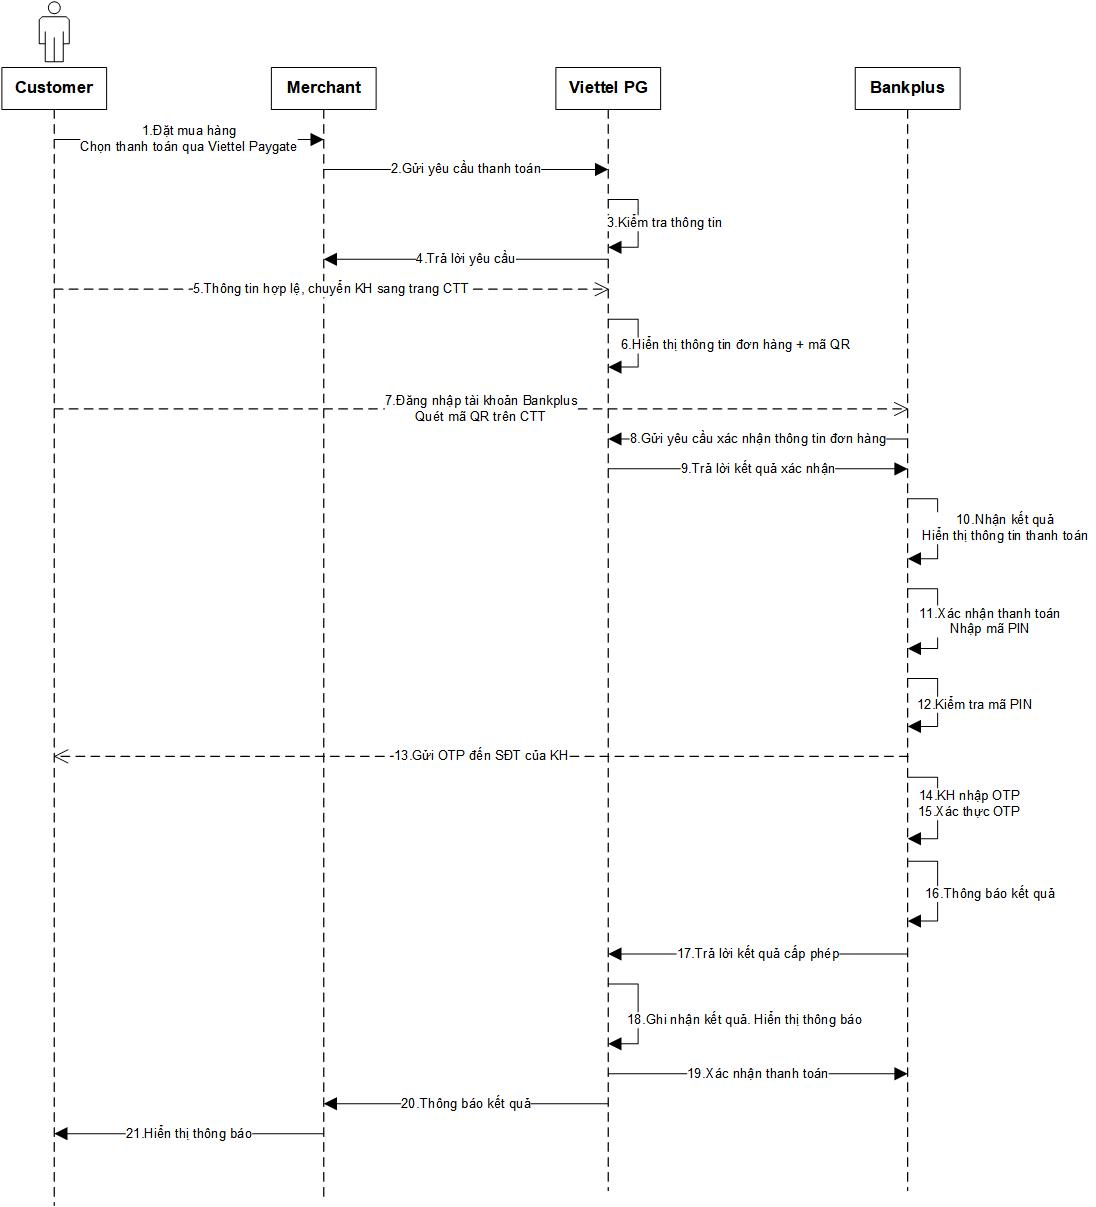 Customer
Merchant
Viettel PG
Bankplus
1.Đặt mua hàng
Chọn thanh toán qua Viettel Paygate
2.Gửi yêu cầu thanh toán
3.Kiểm tra thông tin
4.Trả lời yêu cầu
5.Thông tin hợp lệ, chuyển KH sang trang CTT
6.Hiển thị thông tin đơn hàng + mã QR
7.Đăng nhập tài khoản Bankplus
Quét mã QR trên CTT
8.Gửi yêu cầu xác nhận thông tin đơn hàng
9.Trả lời kết quả xác nhận
10.Nhận kết quả
Hiển thị thông tin thanh toán
11.Xác nhận thanh toán
Nhập mã PIN
12.Kiểm tra mã PIN
13.Gửi OTP đến SĐT của KH
14.KH nhập OTP
15.Xác thực OTP
16.Thông báo kết quả
17.Trả lời kết quả cấp phép
18.Ghi nhận kết quả. Hiển thị thông báo
19.Xác nhận thanh toán
20.Thông báo kết quả
21.Hiển thị thông báo